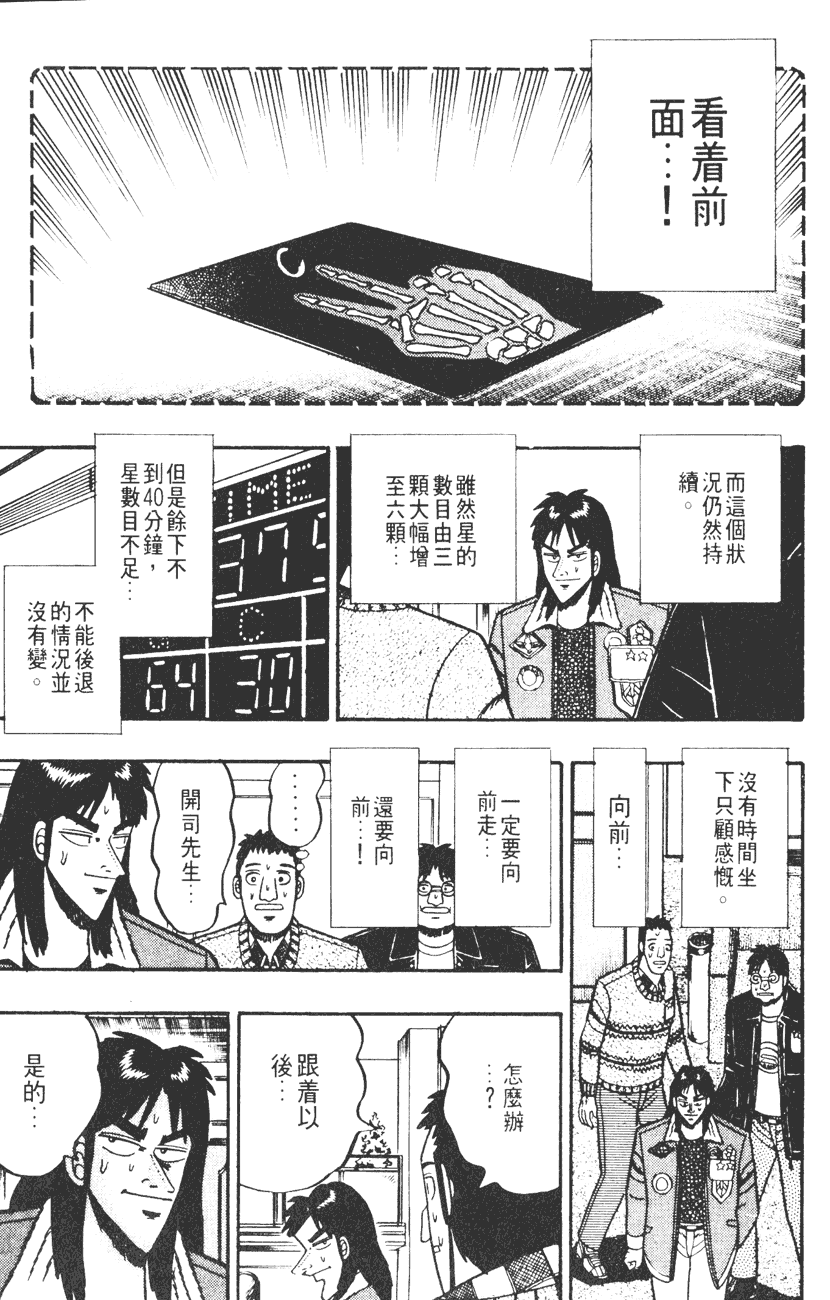 看着前
面…！
而這個狀
況仍然持
續。
雖然星的
數目由三
顆大幅增
至六顆…
但是餘下不
到40分鐘，
星數目不足…
TIME
375
C
64
30
不能後退
的情況並
沒有變。
沒有時間坐
下只顧感慨。
向前…
一定要向
前走…
還要向
前…！
……
開司先生…
怎麼辦
…？
跟着以
後…
是的…